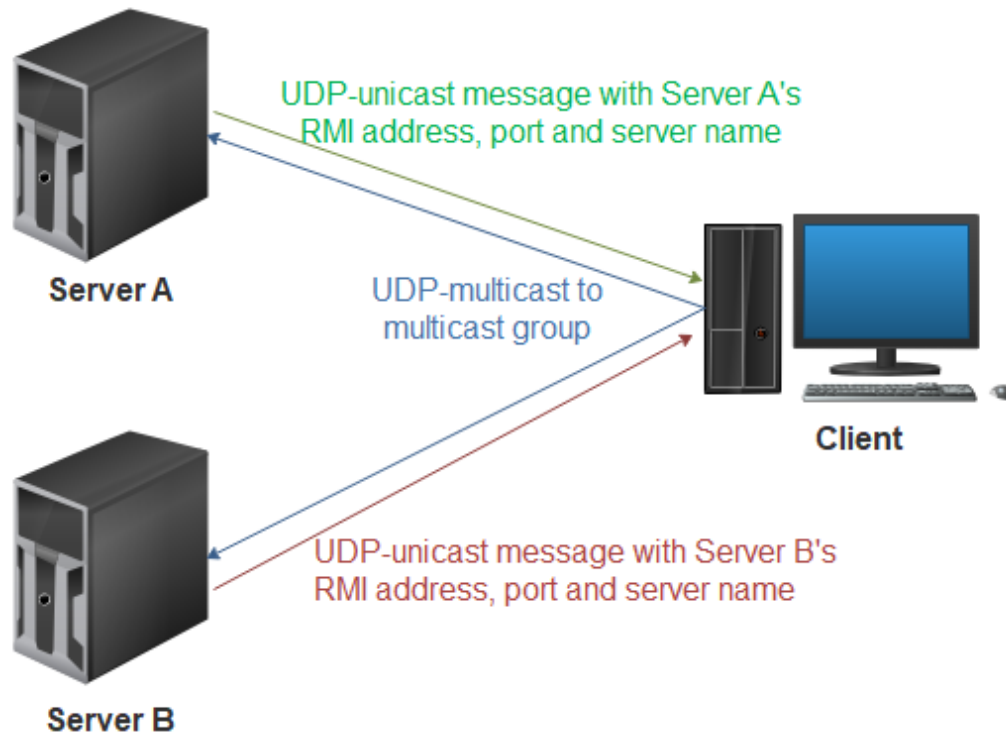 UDP-unicast message with Server A's
RMI address, port and server name
Server A
UDP-multicast to
multicast group
Client
UDP-unicast message with Server B's
RMI address, port and server name
Server B